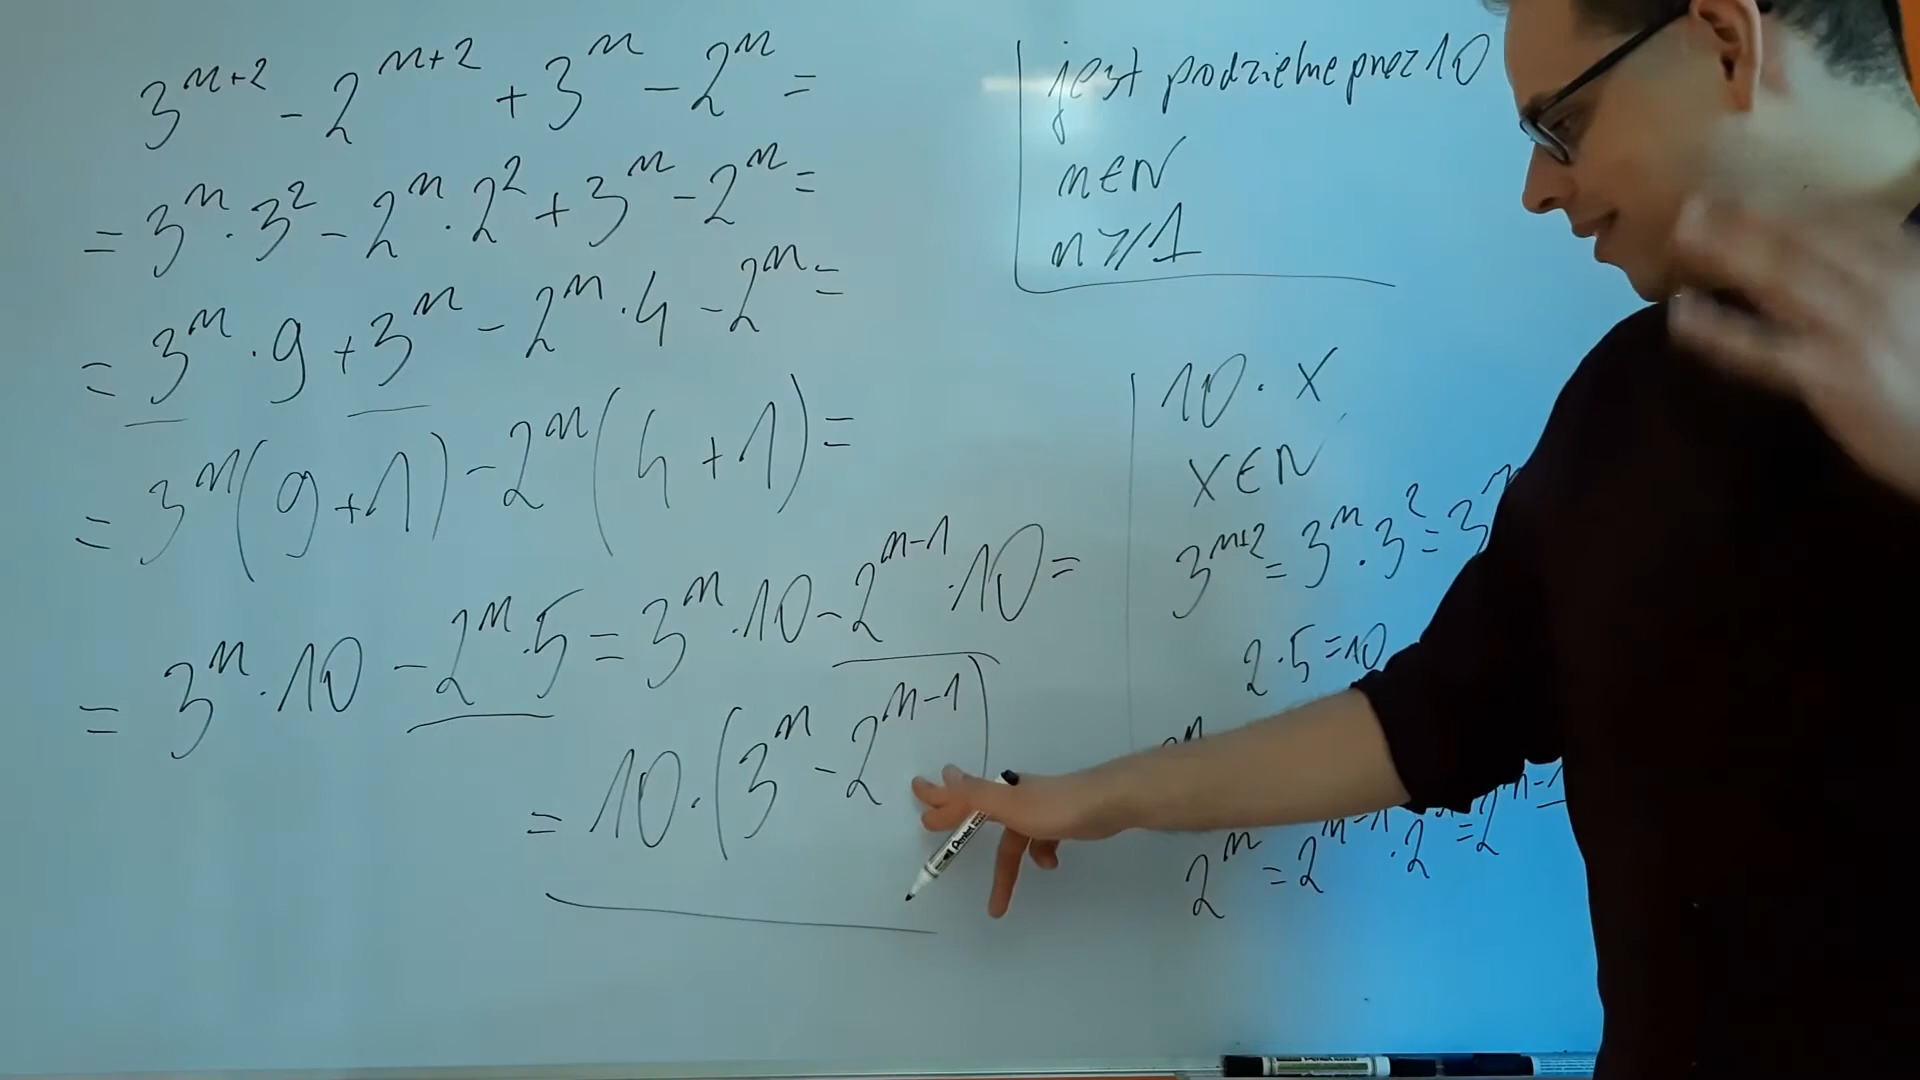 3^{n+2} - 2^{n+2} + 3^n - 2^n =
= 3^n · 3^2 - 2^n · 2^2 + 3^n - 2^n =
= 3^n · 9 + 3^n - 2^n · 4 - 2^n =
= 3^n (9+1) - 2^n (4+1) =
= 3^n · 10 - 2^n · 5 = 3^n · 10 - 2^{n-1} · 10 =
= 10 · (3^n - 2^{n-1})
jest podzielne przez 10
n∈N
n⩾1
10 · x
x∈N
3^{n+2} = 3^n · 3^2 = 3
2·5=10
2^n = 2^{n-1} · 2 = 2
Pentel